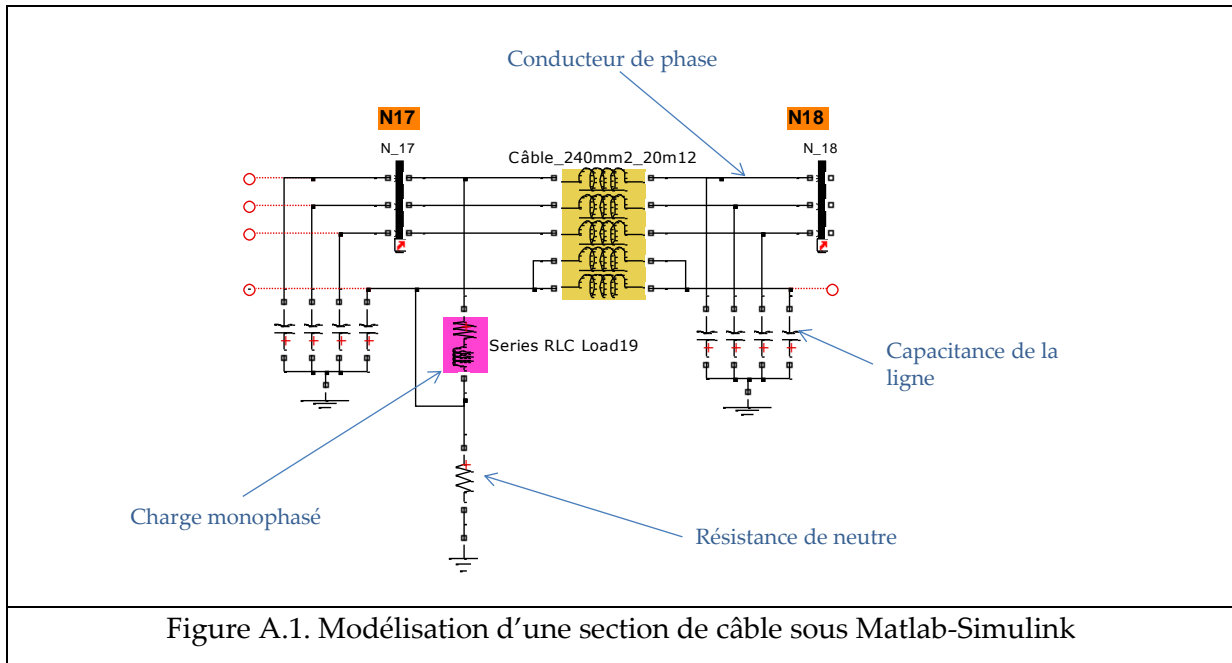 Conducteur de phase
N17
N18
N_17
N_18
Câble_240mm2_20m12
Series RLC Load19
Capacitance de la
ligne
Charge monophasé
Résistance de neutre
Figure A.1. Modélisation d’une section de câble sous Matlab-Simulink